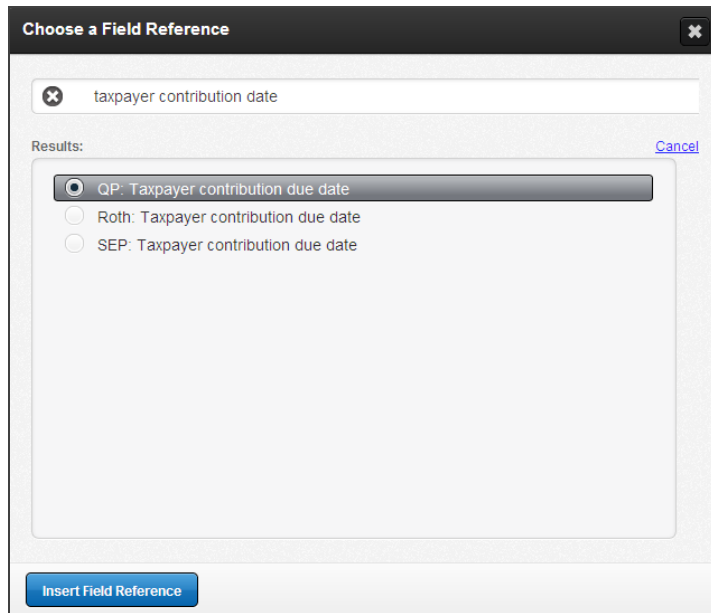 Choose a Field Reference
taxpayer contribution date
Results:
Cancel
QP: Taxpayer contribution due date
Roth: Taxpayer contribution due date
SEP: Taxpayer contribution due date
Insert Field Reference